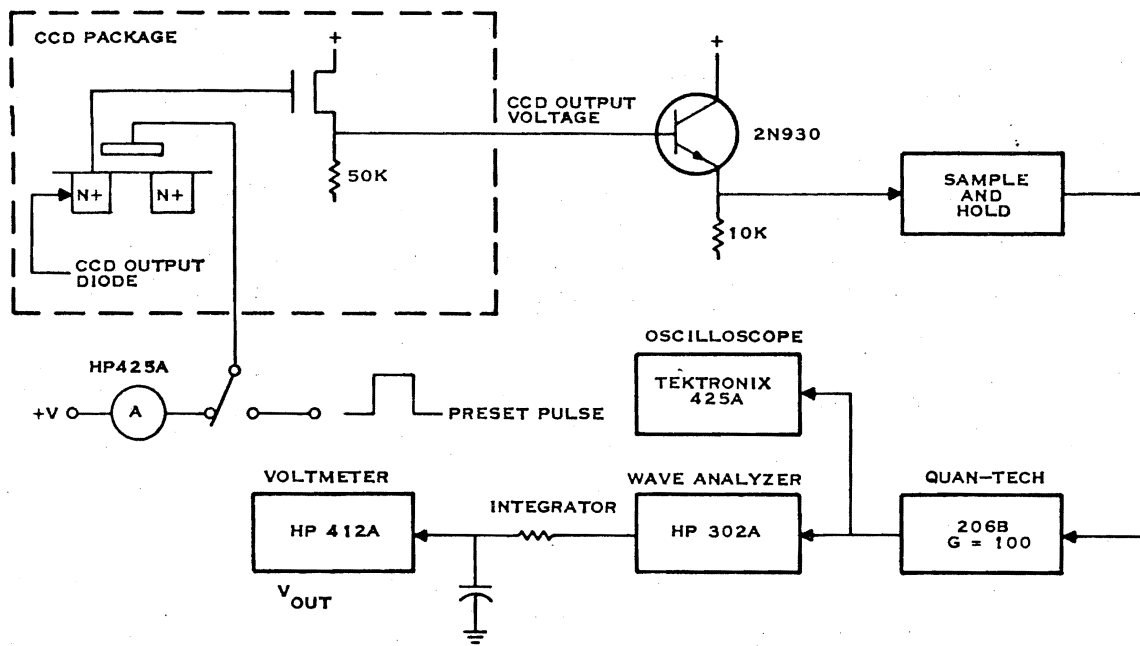 CCD PACKAGE
+
+
CCD OUTPUT
VOLTAGE
2N930
50K
N+
N+
SAMPLE
AND
HOLD
10K
CCD OUTPUT
DIODE
OSCILLOSCOPE
HP425A
TEKTRONIX
425A
+V
A
PRESET PULSE
VOLTMETER
WAVE ANALYZER
QUAN-TECH
INTEGRATOR
HP 412A
HP 302A
206B
G = 100
VOUT